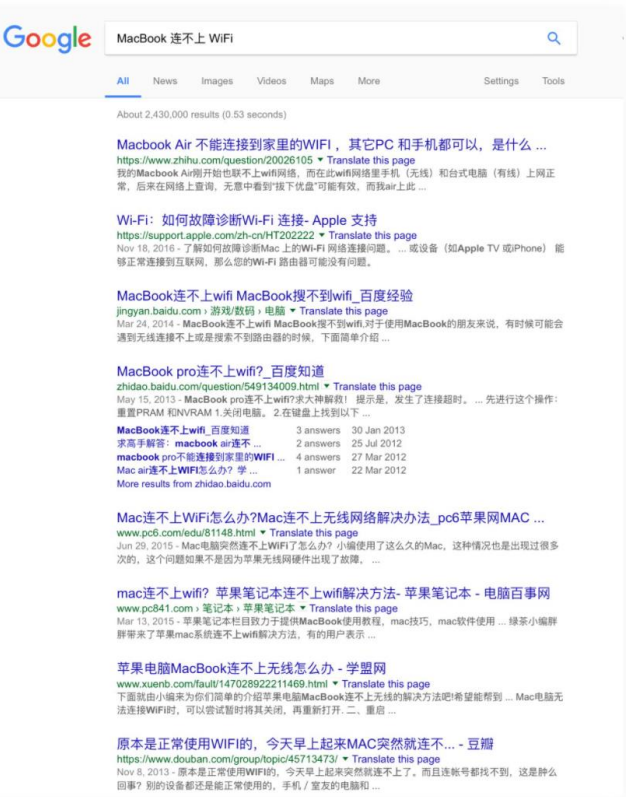 Google
MacBook 连不上 WiFi
All News Images Videos Maps More Settings Tools
About 2,430,000 results (0.53 seconds)
Macbook Air 不能连接到家里的WIFI ，其它PC 和手机都可以，是什么 ...
https://www.zhihu.com/question/20026105 ▼ Translate this page
我的Macbook Air刚开始也联不上wifi网络，而在此wifi网络里手机（无线）和台式电脑（有线）上网正
常，后来在网络上查询，无意中看到“拔下优盘”可能有效，而我air上此 ...
Wi-Fi：如何故障诊断Wi-Fi 连接- Apple 支持
https://support.apple.com/zh-cn/HT202222 ▼ Translate this page
Nov 18, 2016 - 了解如何故障诊断Mac 上的Wi-Fi 网络连接问题。 ... 或设备（如Apple TV 或iPhone） 能
够正常连接到互联网，那么您的Wi-Fi 路由器可能没有问题。
MacBook连不上wifi MacBook搜不到wifi_百度经验
jingyan.baidu.com › 游戏/数码 › 电脑 ▼ Translate this page
Mar 24, 2014 - MacBook连不上wifi MacBook搜不到wifi,对于使用MacBook的朋友来说，有时候可能会
遇到无线连接不上或是搜索不到路由器的时候，下面简单介绍 ...
MacBook pro连不上wifi?_百度知道
zhidao.baidu.com/question/549134009.html ▼ Translate this page
May 15, 2013 - MacBook pro连不上wifi?求大神解救！ 提示是，发生了连接超时。 ... 先进行这个操作：
重置PRAM 和NVRAM 1.关闭电脑。 2.在键盘上找到以下 ...
MacBook连不上wifi_百度知道 3 answers 30 Jan 2013
求高手解答：macbook air连不 ... 2 answers 25 Jul 2012
macbook pro不能连接到家里的WIFI ... 4 answers 27 Mar 2012
Mac air连不上WIFI怎么办？学 ... 1 answer 22 Mar 2012
More results from zhidao.baidu.com
Mac连不上WiFi怎么办?Mac连不上无线网络解决办法_pc6苹果网MAC ...
www.pc6.com/edu/81148.html ▼ Translate this page
Jun 29, 2015 - Mac电脑突然连不上WiFi了怎么办？小编使用了这么久的Mac，这种情况也是出现过很多
次的，这个问题如果不是因为苹果无线网硬件出现了故障， ...
mac连不上wifi？苹果笔记本连不上wifi解决方法- 苹果笔记本 - 电脑百事网
www.pc841.com › 笔记本 › 苹果笔记本 ▼ Translate this page
Mar 13, 2015 - 苹果笔记本栏目致力于提供MacBook使用教程，mac技巧，mac软件使用 ... 绿茶小编胖
胖带来了苹果mac系统连不上wifi解决方法，有的用户表示 ...
苹果电脑MacBook连不上无线怎么办 - 学盟网
www.xuenb.com/fault/147028922211469.html ▼ Translate this page
下面就由小编来为你们简单的介绍苹果电脑MacBook连不上无线的解决方法吧!希望能帮到 ... Mac电脑无
法连接WiFi时，可以尝试暂时将其关闭，再重新打开. 二、重启 ...
原本是正常使用WIFI的，今天早上起来MAC突然就连不... - 豆瓣
https://www.douban.com/group/topic/45713473/ ▼ Translate this page
Nov 8, 2013 - 原本是正常使用WIFI的，今天早上起来突然就连不上了。而且连帐号都找不到，这是肿么
回事？别的设备都还是能正常使用的，手机 / 室友的电脑和 ...